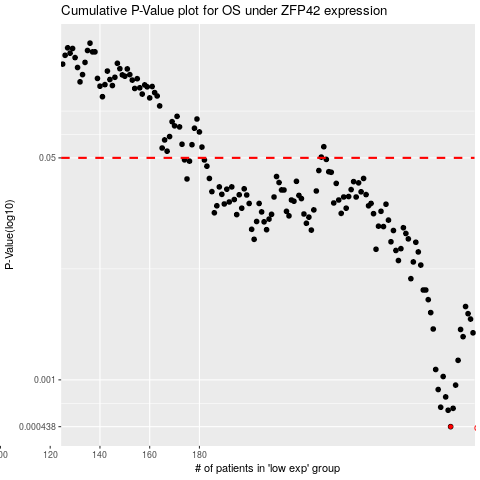 Cumulative P-Value plot for OS under ZFP42 expression
P-Value(log10)
0.05
0.001
0.000438
00 120 140 160 180
# of patients in 'low exp' group